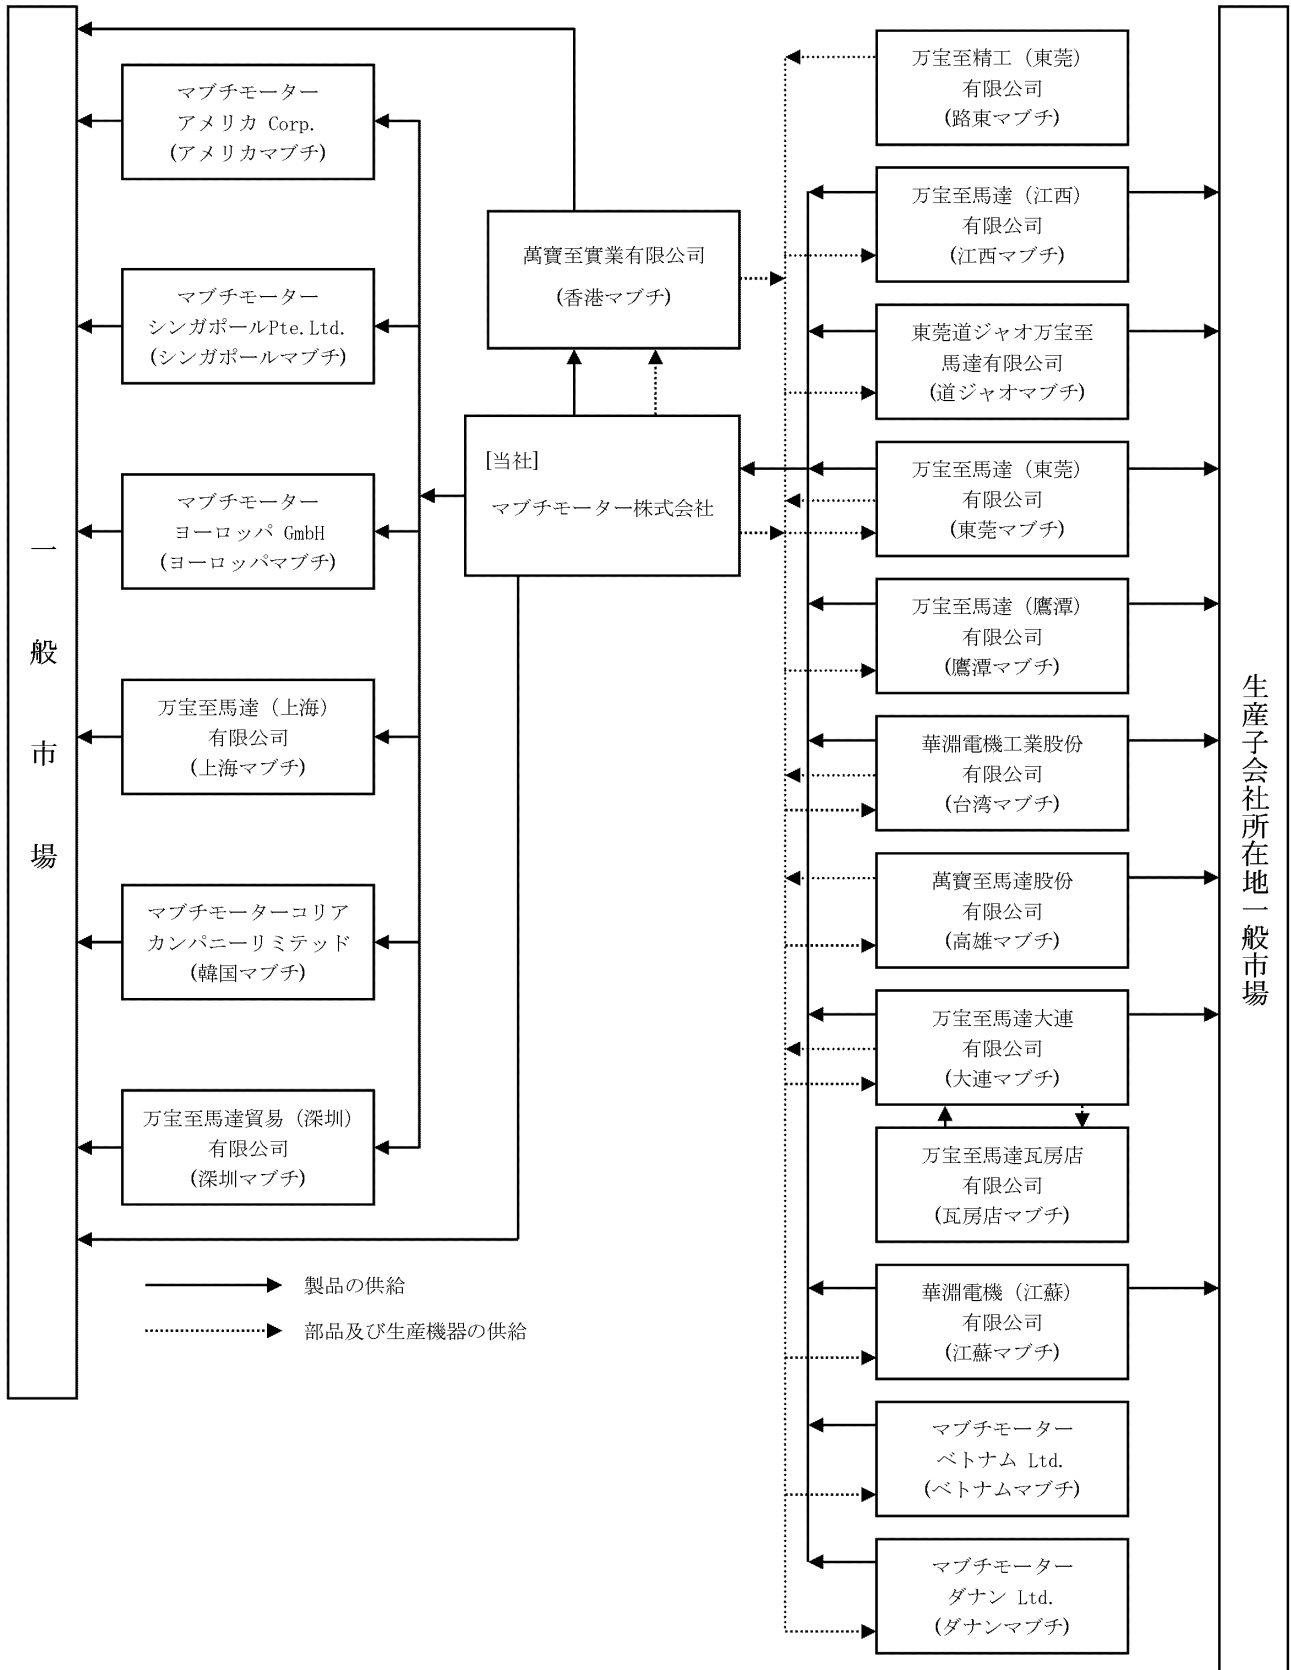 一般市場
マブチモーター
アメリカ Corp.
(アメリカマブチ)
マブチモーター
シンガポールPte.Ltd.
(シンガポールマブチ)
マブチモーター
ヨーロッパ GmbH
(ヨーロッパマブチ)
万宝至馬達（上海）
有限公司
(上海マブチ)
マブチモーターコリア
カンパニーリミテッド
(韓国マブチ)
万宝至馬達貿易（深圳）
有限公司
(深圳マブチ)
製品の供給
部品及び生産機器の供給
萬寶至實業有限公司
(香港マブチ)
[当社]
マブチモーター株式会社
万宝至精工（東莞）
有限公司
(路東マブチ)
万宝至馬達（江西）
有限公司
(江西マブチ)
東莞道ジャオ万宝至
馬達有限公司
(道ジャオマブチ)
万宝至馬達（東莞）
有限公司
(東莞マブチ)
万宝至馬達（鷹潭）
有限公司
(鷹潭マブチ)
華淵電機工業股份
有限公司
(台湾マブチ)
萬寶至馬達股份
有限公司
(高雄マブチ)
万宝至馬達大連
有限公司
(大連マブチ)
万宝至馬達瓦房店
有限公司
(瓦房店マブチ)
華淵電機（江蘇）
有限公司
(江蘇マブチ)
マブチモーター
ベトナム Ltd.
(ベトナムマブチ)
マブチモーター
ダナン Ltd.
(ダナンマブチ)
生産子会社所在地一般市場